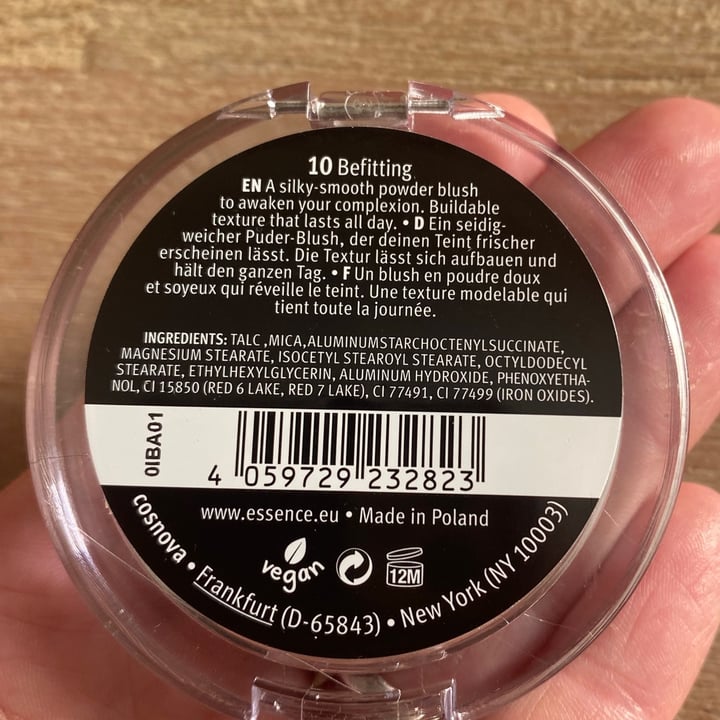 10 Befitting
EN A silky-smooth powder blush
to awaken your complexion. Buildable
texture that lasts all day. • D Ein seidig-
weicher Puder-Blush, der deinen Teint frischer
erscheinen lässt. Die Textur lässt sich aufbauen und
hält den ganzen Tag. • F Un blush en poudre doux
et soyeux qui réveille le teint. Une texture modelable qui
tient toute la journée.
INGREDIENTS: TALC ,MICA,ALUMINUMSTARCHOCTENYLSUCCINATE,
MAGNESIUM STEARATE, ISOCETYL STEAROYL STEARATE, OCTYLDODECYL
STEARATE, ETHYLHEXYLGLYCERIN, ALUMINUM HYDROXIDE, PHENOXYETHA-
NOL, CI 15850 (RED 6 LAKE, RED 7 LAKE), CI 77491, CI 77499 (IRON OXIDES).
0IBA01
4 059729 232823
www.essence.eu • Made in Poland
vegan
12M
cosnova • Frankfurt (D-65843) • New York (NY 10003)